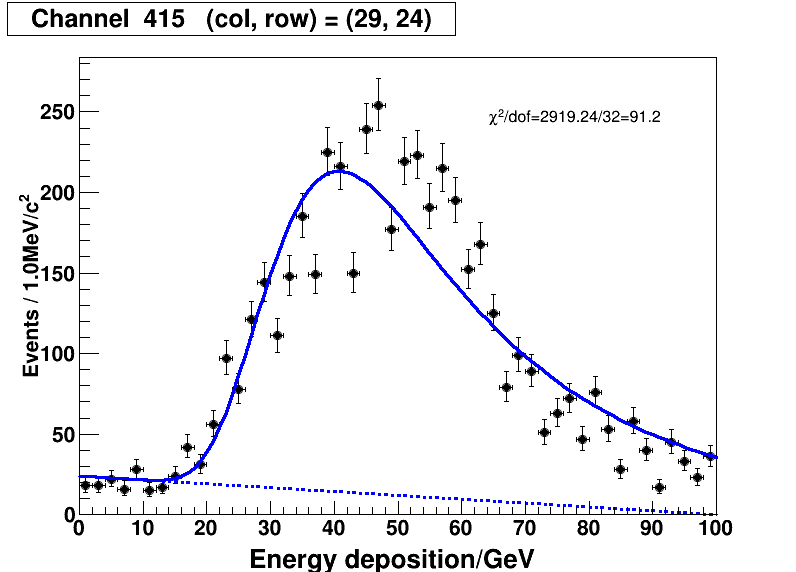 Channel 415 (col, row) = (29, 24)
χ²/dof=2919.24/32=91.2
Events / 1.0MeV/c²
250
200
150
100
50
0
0 10 20 30 40 50 60 70 80 90 100
Energy deposition/GeV